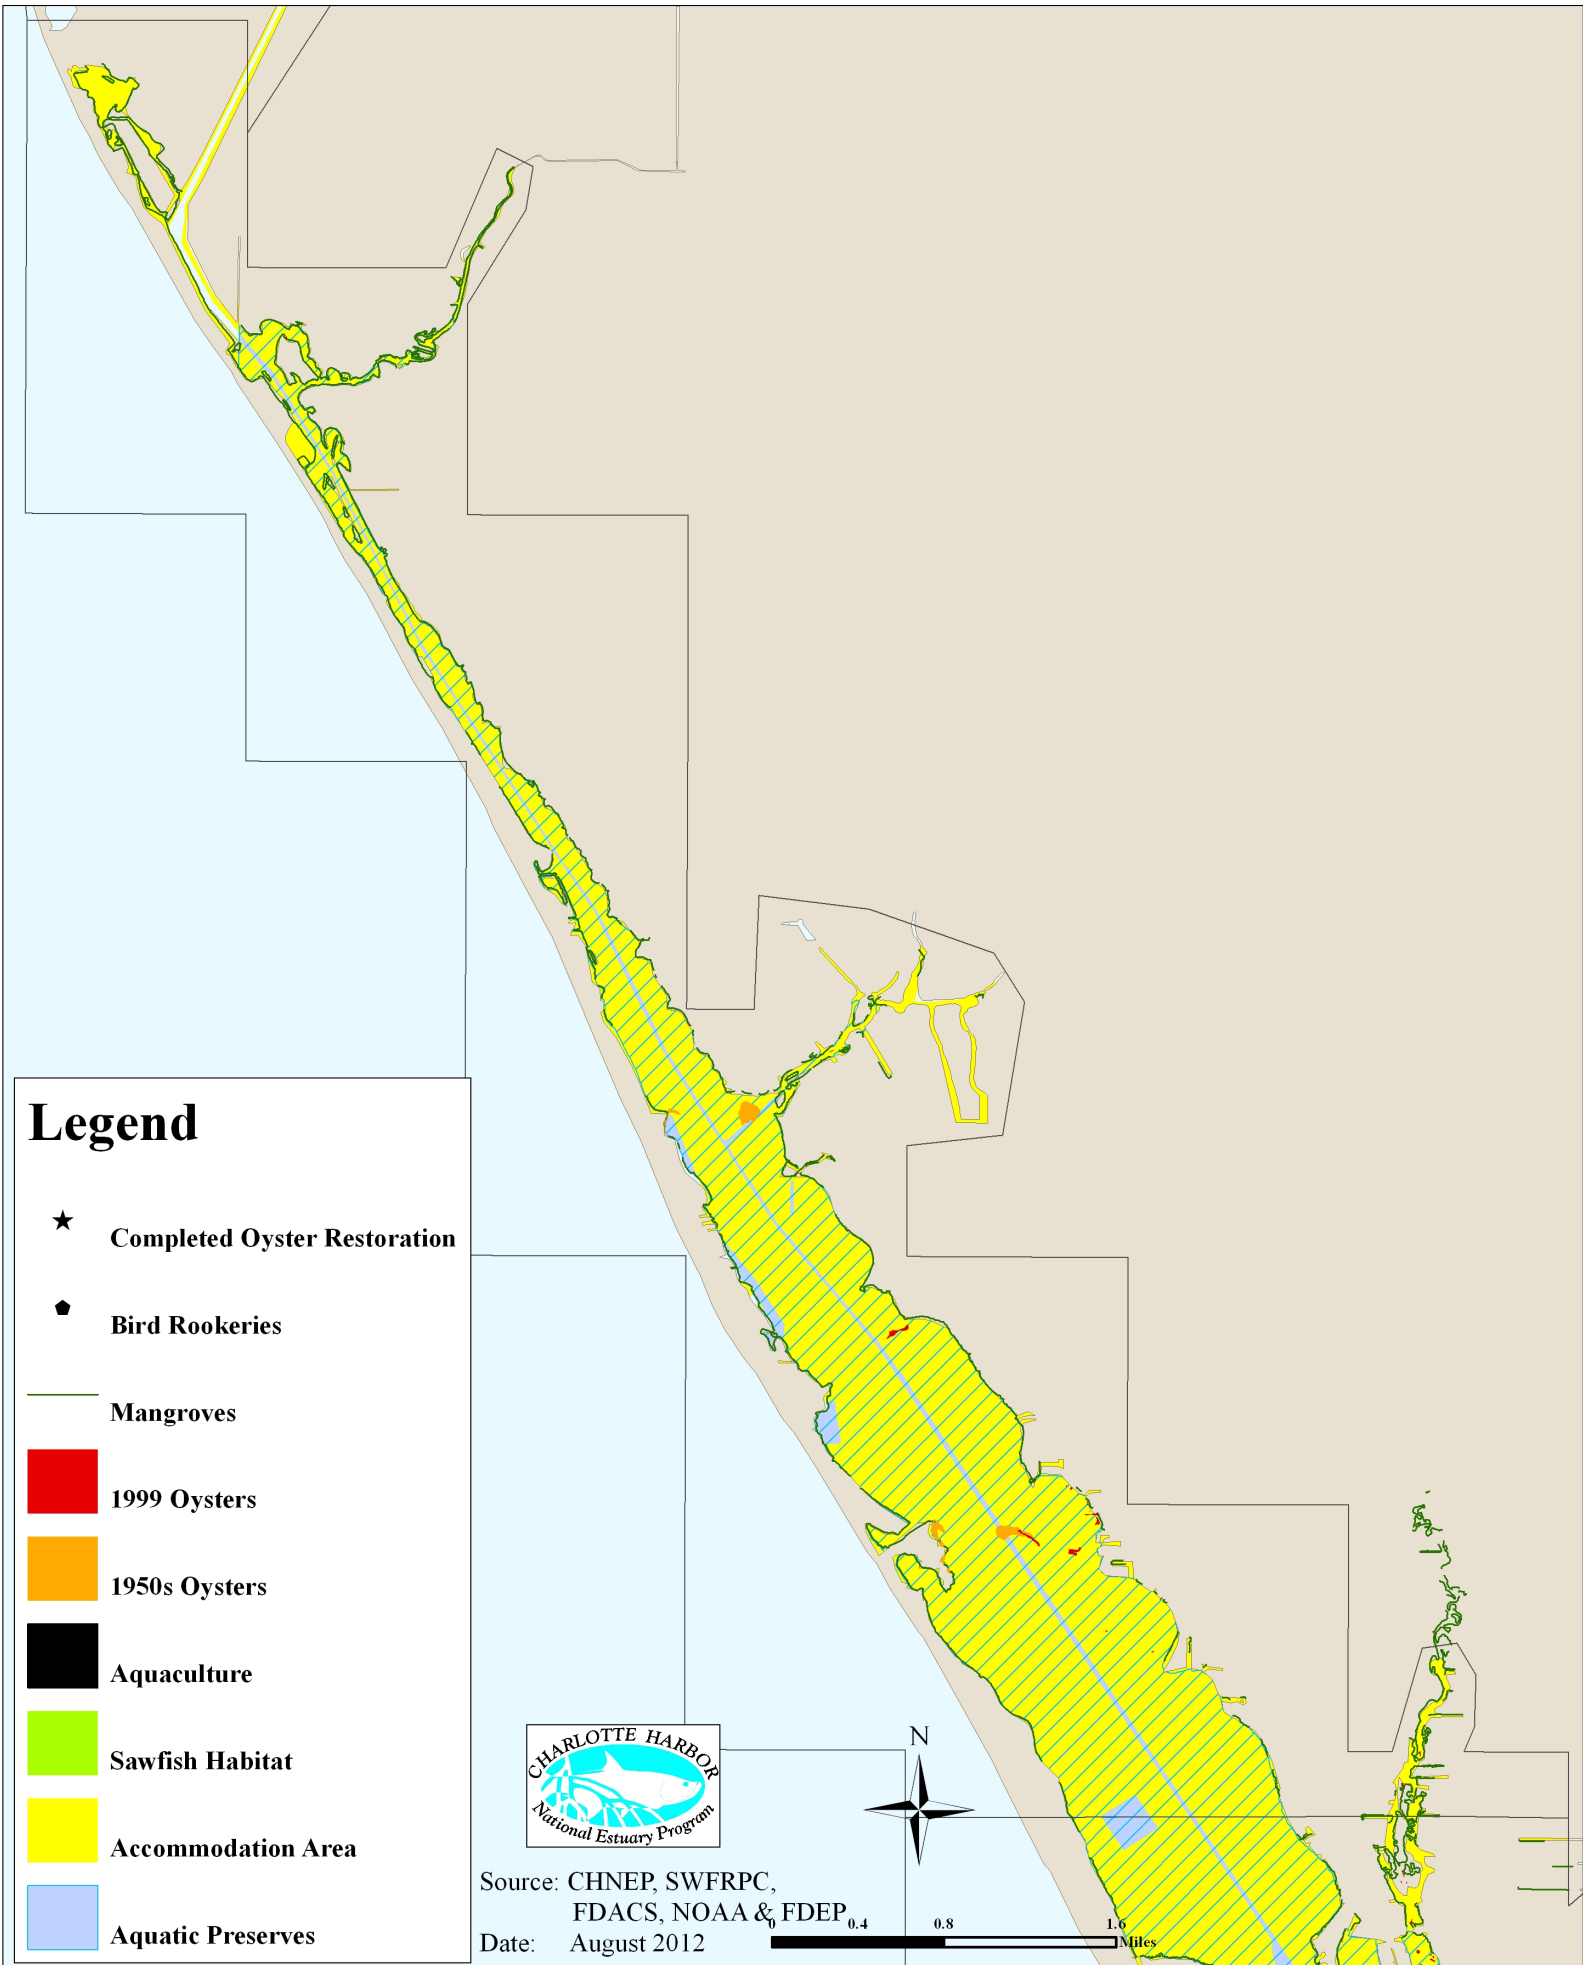 Legend
Completed Oyster Restoration
Bird Rookeries
Mangroves
1999 Oysters
1950s Oysters
Aquaculture
Sawfish Habitat
Accommodation Area
Aquatic Preserves
CHARLOTTE HARBOR
National Estuary Program
N
Source: CHNEP, SWFRPC,
FDACS, NOAA & FDEP
Date: August 2012
0 0.4 0.8 1.6
Miles